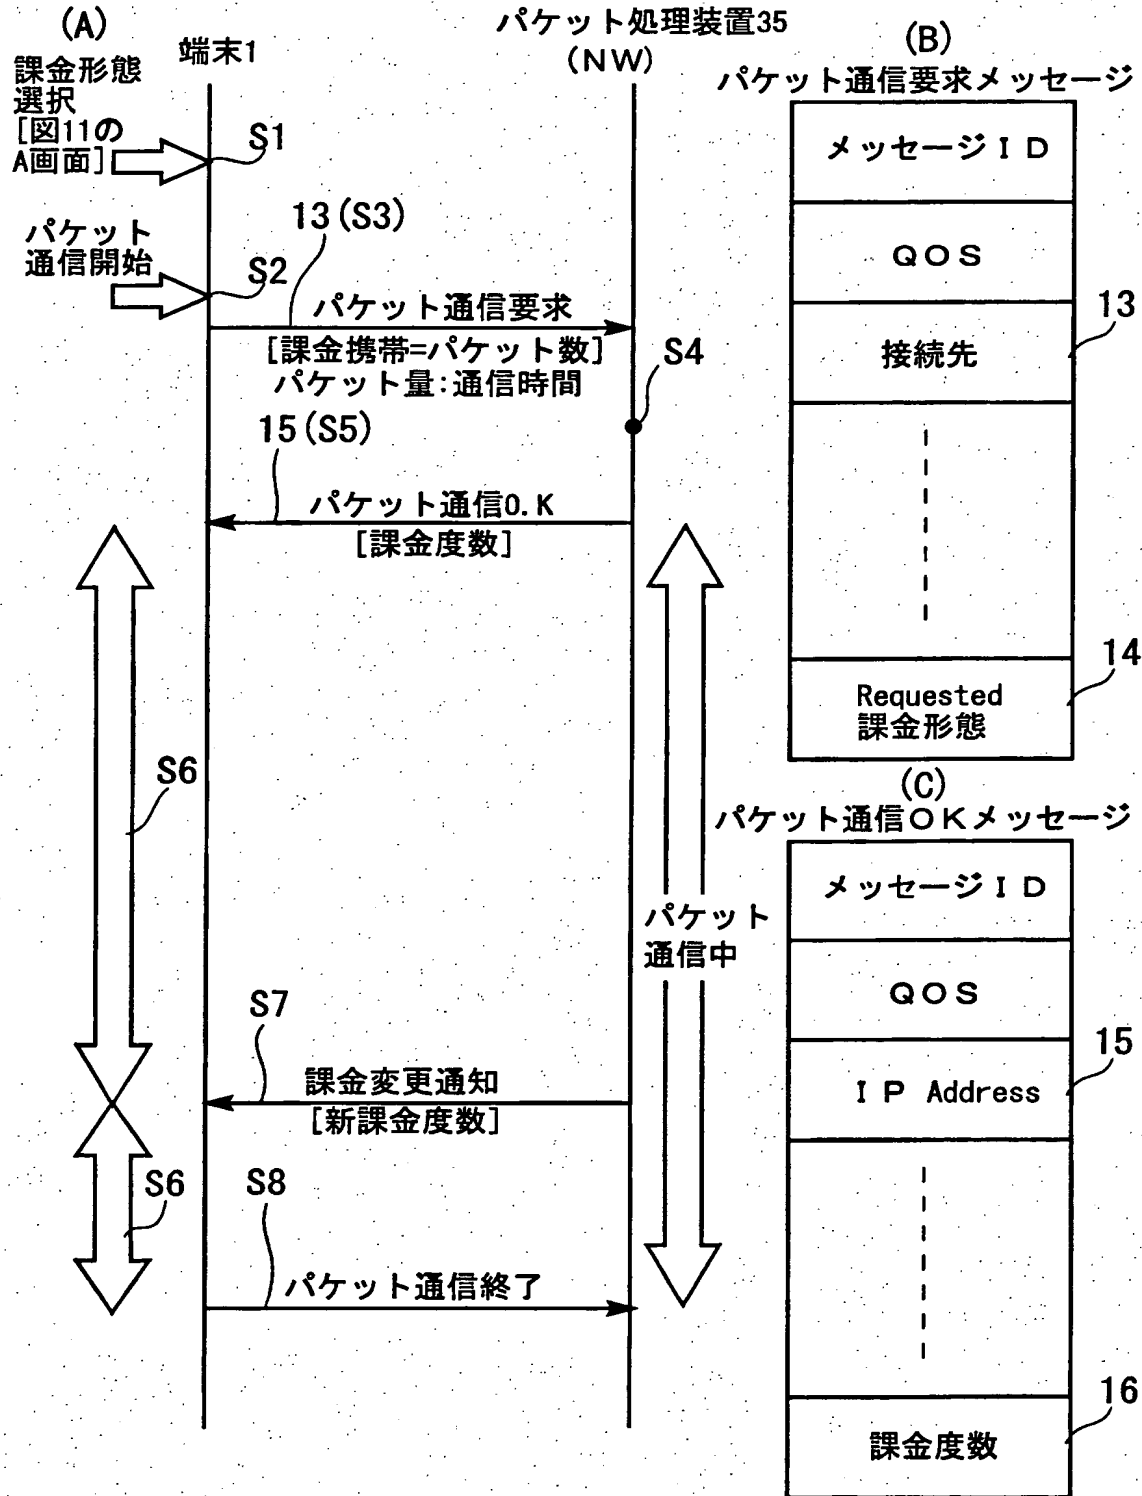 (A)
課金形態
選択
[図11の
A画面]
端末1
パケット処理装置35
(NW)
S1
パケット
通信開始
S2
13(S3)
パケット通信要求
[課金携帯=パケット数]
パケット量:通信時間
S4
15(S5)
パケット通信O.K
[課金度数]
S6
パケット
通信中
S7
課金変更通知
[新課金度数]
S6
S8
パケット通信終了
(B)
パケット通信要求メッセージ
メッセージID
QOS
接続先
13
Requested
課金形態
14
(C)
パケット通信OKメッセージ
メッセージID
QOS
IP Address
15
課金度数
16